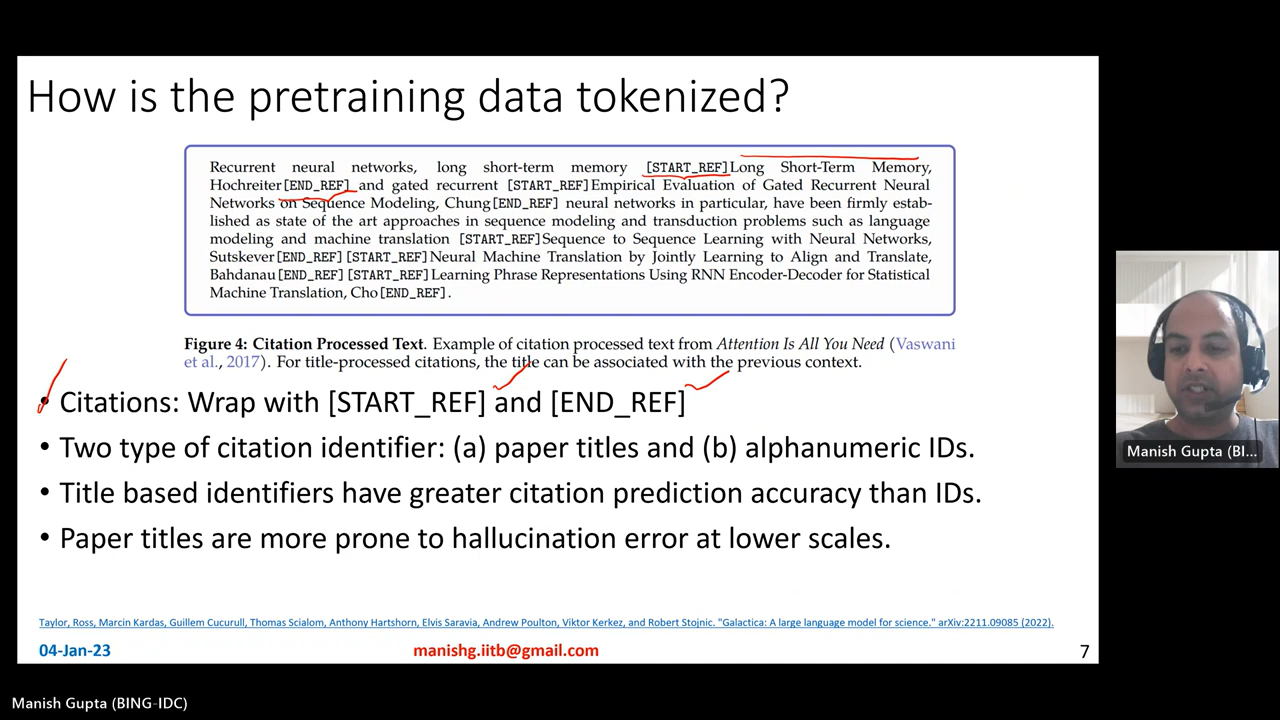 How is the pretraining data tokenized?
Recurrent neural networks, long short-term memory [START_REF]Long Short-Term Memory,
Hochreiter[END_REF] and gated recurrent [START_REF]Empirical Evaluation of Gated Recurrent Neural
Networks on Sequence Modeling, Chung[END_REF] neural networks in particular, have been firmly estab-
lished as state of the art approaches in sequence modeling and transduction problems such as language
modeling and machine translation [START_REF]Sequence to Sequence Learning with Neural Networks,
Sutskever[END_REF][START_REF]Neural Machine Translation by Jointly Learning to Align and Translate,
Bahdanau[END_REF][START_REF]Learning Phrase Representations Using RNN Encoder-Decoder for Statistical
Machine Translation, Cho[END_REF].
Figure 4: Citation Processed Text. Example of citation processed text from Attention Is All You Need (Vaswani
et al., 2017). For title-processed citations, the title can be associated with the previous context.
• Citations: Wrap with [START_REF] and [END_REF]
• Two type of citation identifier: (a) paper titles and (b) alphanumeric IDs.
• Title based identifiers have greater citation prediction accuracy than IDs.
• Paper titles are more prone to hallucination error at lower scales.
Taylor, Ross, Marcin Kardas, Guillem Cucurull, Thomas Scialom, Anthony Hartshorn, Elvis Saravia, Andrew Poulton, Viktor Kerkez, and Robert Stojnic. "Galactica: A large language model for science." arXiv:2211.09085 (2022).
04-Jan-23 manishg.iitb@gmail.com 7
Manish Gupta (BI...
Manish Gupta (BING-IDC)